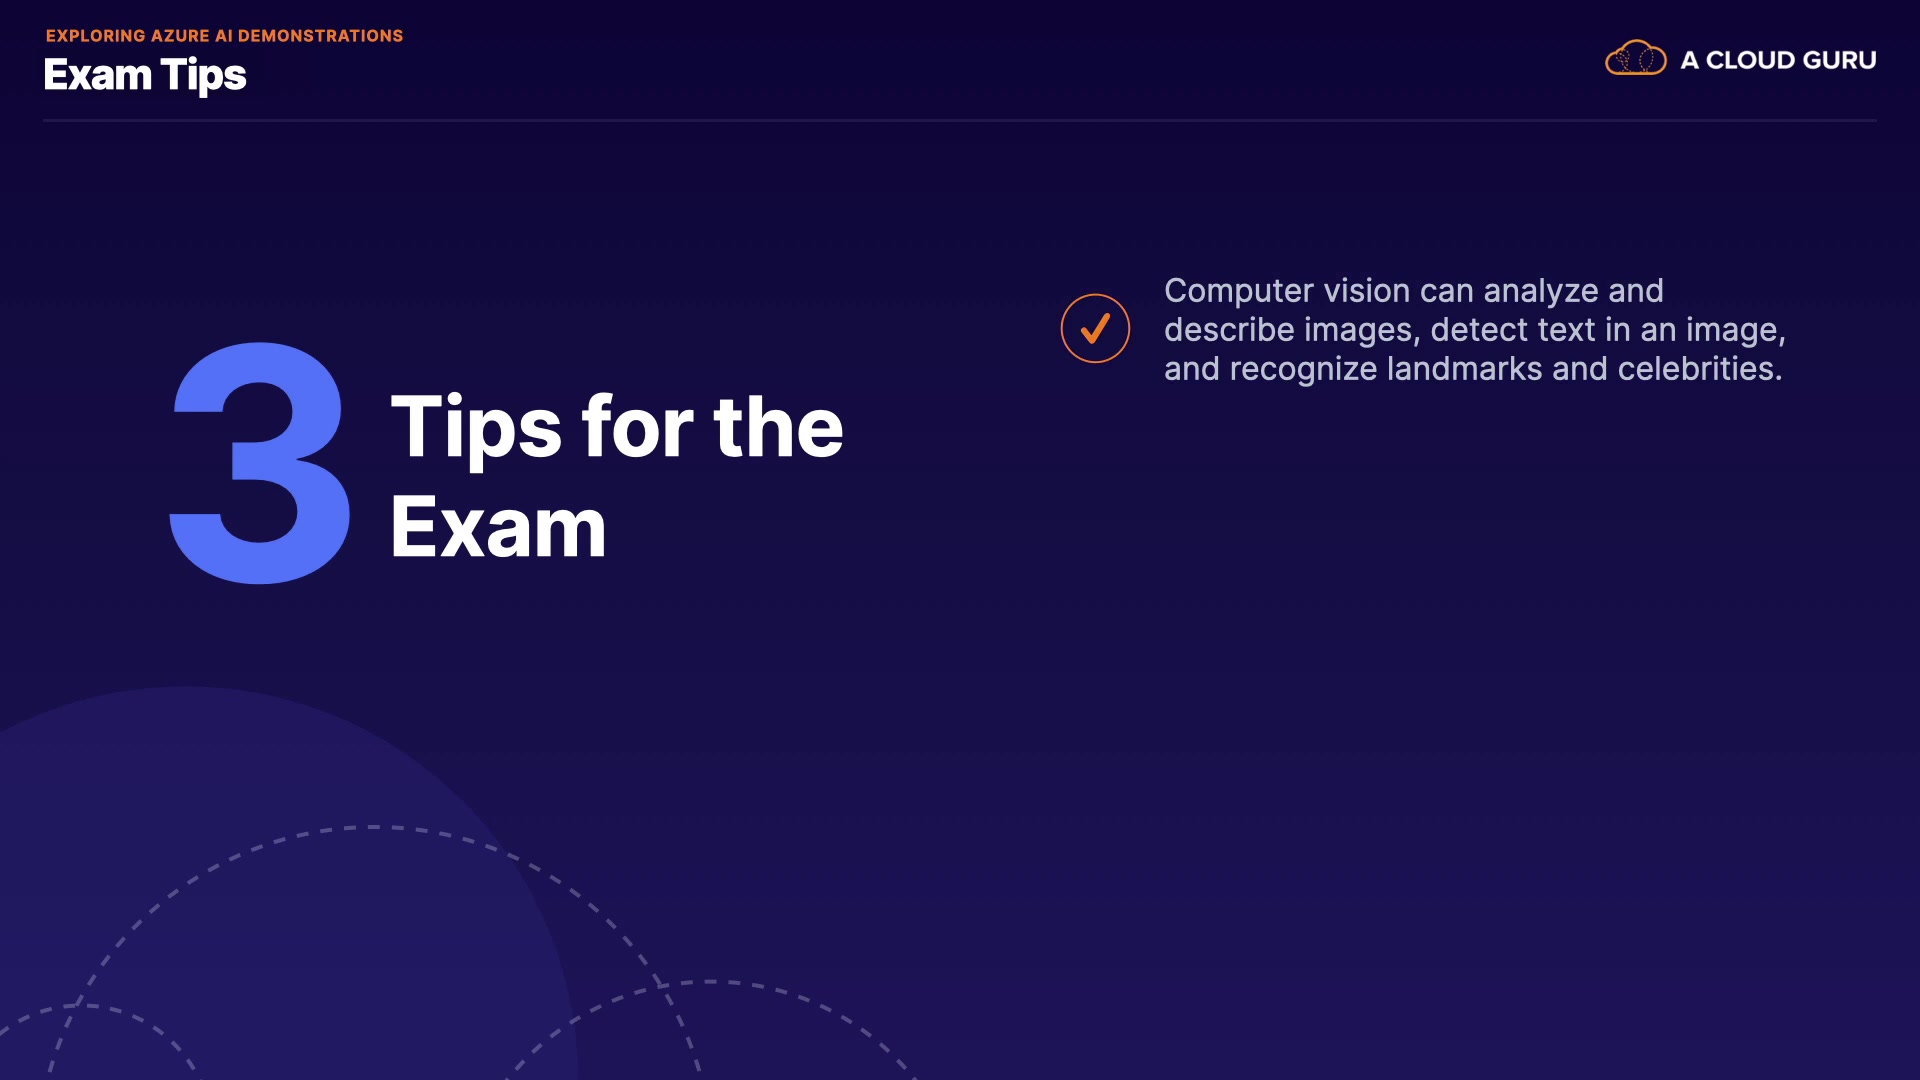 EXPLORING AZURE AI DEMONSTRATIONS
Exam Tips
A CLOUD GURU
3
Tips for the
Exam
Computer vision can analyze and
describe images, detect text in an image,
and recognize landmarks and celebrities.